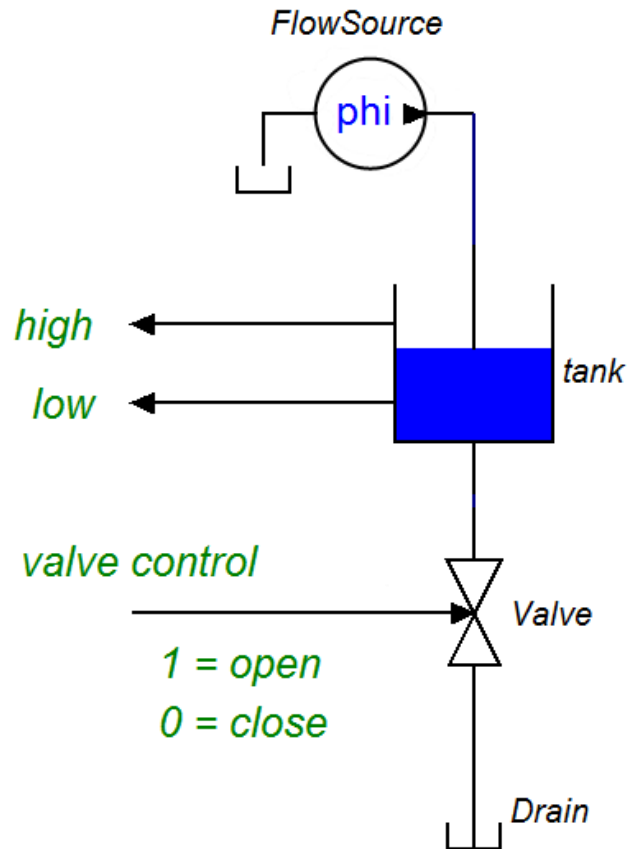 FlowSource
phi
high
tank
low
valve control
Valve
1 = open
0 = close
Drain